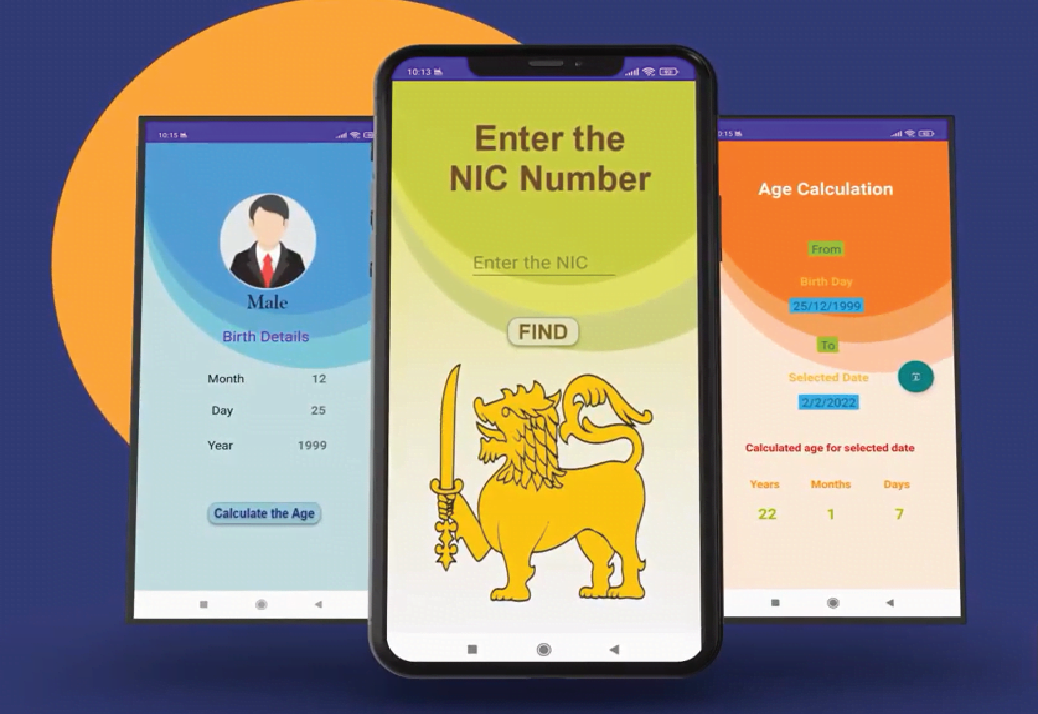 10:15
Male
Birth Details
Month 12
Day 25
Year 1999
Calculate the Age
10:13
Enter the
NIC Number
Enter the NIC
FIND
Age Calculation
From
Birth Day
25/12/1999
To
Selected Date
2/2/2022
Calculated age for selected date
Years Months Days
22 1 7